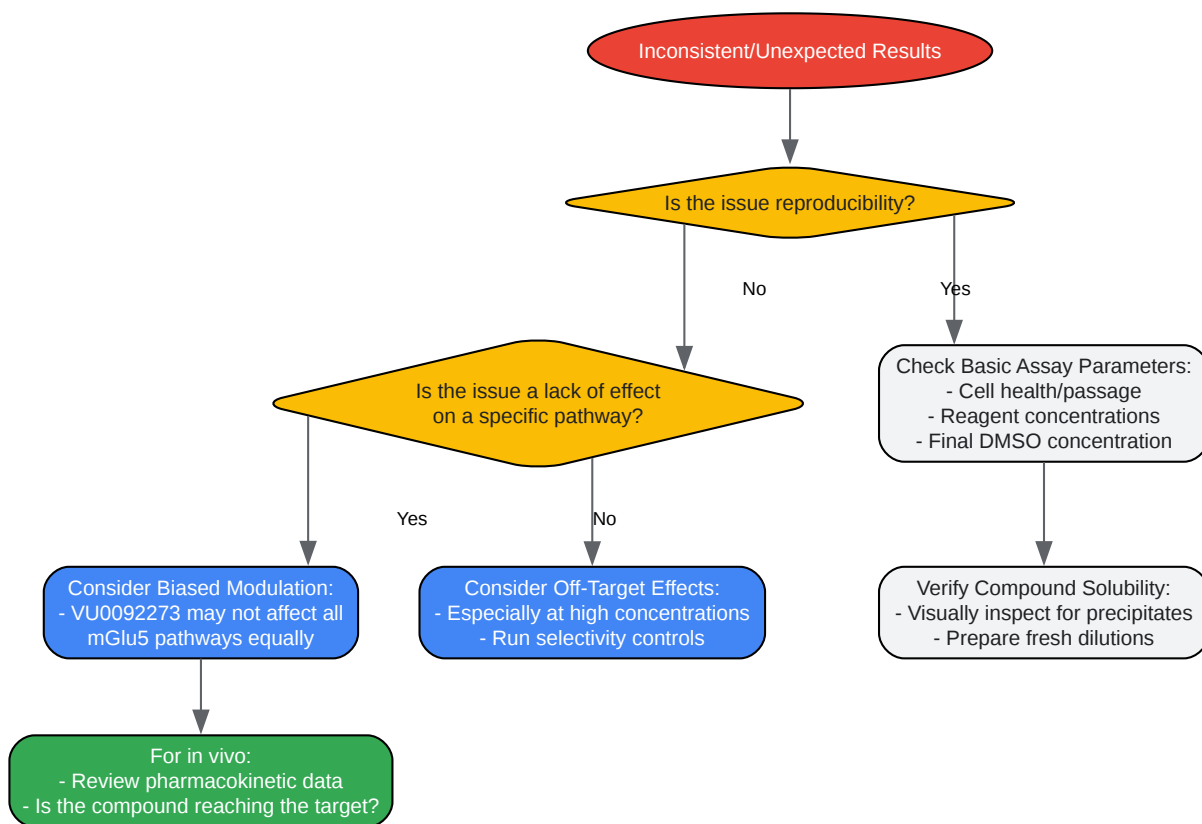 Inconsistent/Unexpected Results
Is the issue reproducibility?
No
Yes
Is the issue a lack of effect
on a specific pathway?
Check Basic Assay Parameters:
- Cell health/passage
- Reagent concentrations
- Final DMSO concentration
Yes
No
Consider Biased Modulation:
- VU0092273 may not affect all
mGlu5 pathways equally
Consider Off-Target Effects:
- Especially at high concentrations
- Run selectivity controls
Verify Compound Solubility:
- Visually inspect for precipitates
- Prepare fresh dilutions
For in vivo:
- Review pharmacokinetic data
- Is the compound reaching the target?